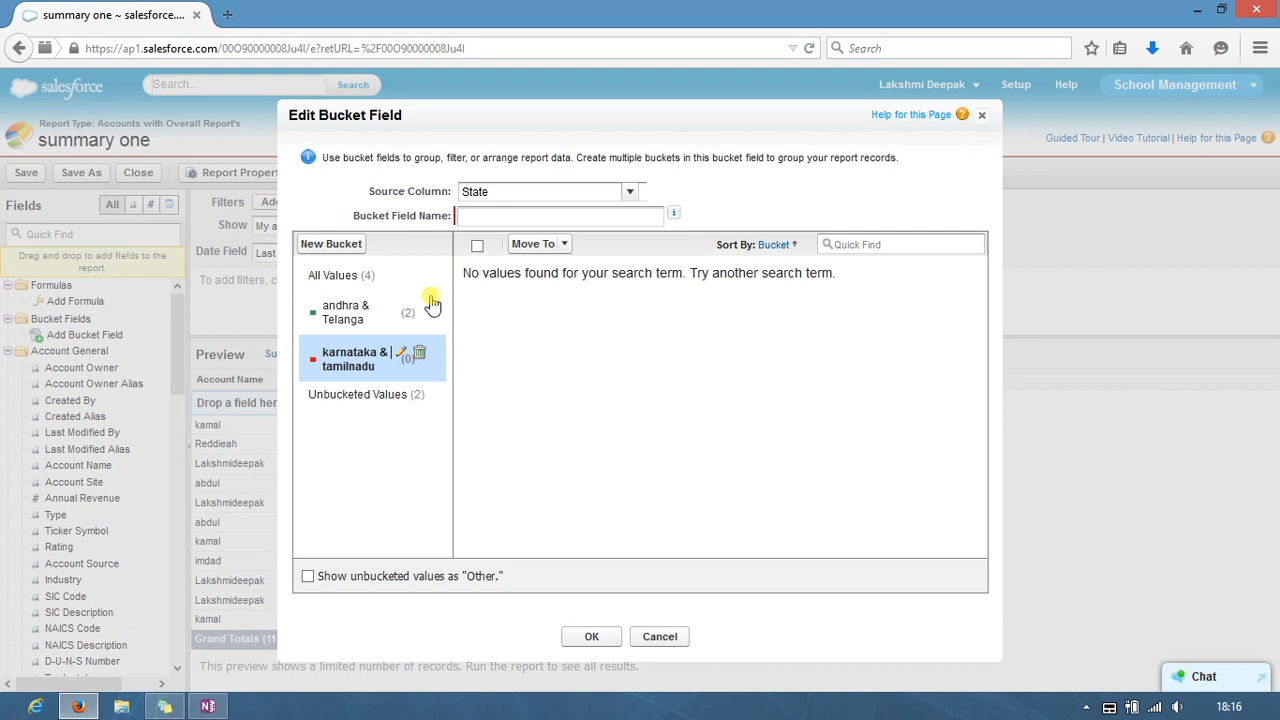 summary one ~ salesforce....
https://ap1.salesforce.com/00O90000008Ju4I/e?retURL=%2F00O90000008Ju4I
Search
salesforce
Search...
Search
Lakshmi Deepak
Setup
Help
School Management
Report Type: Accounts with Overall Report's
summary one
Guided Tour | Video Tutorial | Help for this Page
Save
Save As
Close
Report Propert
Fields
All
#
Quick Find
Drag and drop to add fields to the
report.
Formulas
Add Formula
Bucket Fields
Add Bucket Field
Account General
Account Owner
Account Owner Alias
Created By
Created Alias
Last Modified By
Last Modified Alias
Account Name
Account Site
# Annual Revenue
Type
Ticker Symbol
Rating
Account Source
Industry
SIC Code
SIC Description
NAICS Code
NAICS Description
D-U-N-S Number
Filters
Show
My a
Date Field
Last
To add filters, c
Preview
Su
Account Name
Drop a field her
kamal
Reddieah
Lakshmideepak
abdul
Lakshmideepak
abdul
kamal
imdad
Lakshmideepak
Lakshmideepak
kamal
Grand Totals (11
This preview shows a limited number of records. Run the report to see all results.
Edit Bucket Field
Help for this Page
Use bucket fields to group, filter, or arrange report data. Create multiple buckets in this bucket field to group your report records.
Source Column:
State
Bucket Field Name:
New Bucket
Move To
Sort By: Bucket
Quick Find
All Values (4)
andhra &
Telanga
(2)
karnataka &
tamilnadu
(0)
Unbucketed Values (2)
No values found for your search term. Try another search term.
Show unbucketed values as "Other."
OK
Cancel
Chat
18:16